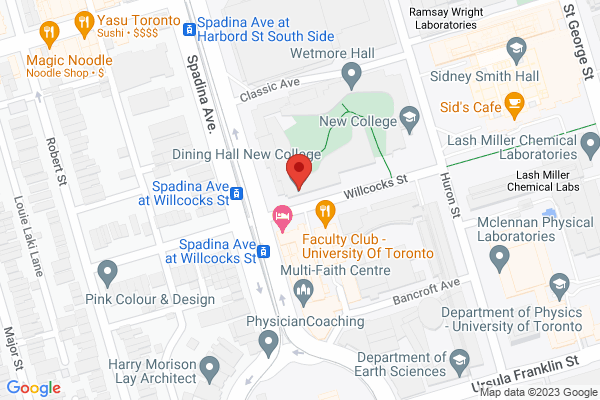 Ramsay Wright
Laboratories
St George St
Yasu Toronto
Sushi • $$$$
Spadina Ave at
Harbord St South Side
Wetmore Hall
Magic Noodle
Noodle Shop • $
Spadina Ave.
Classic Ave
Sidney Smith Hall
Sid's Cafe
New College
Robert St
Dining Hall New College
Lash Miller Chemical
Laboratories
Lash Miller
Chemical Labs
Louie Laki Lane
Spadina Ave
at Willcocks St
Willcocks St
Huron St
Mclennan Physical
Laboratories
Spadina Ave
at Willcocks St
Faculty Club -
University Of Toronto
Multi-Faith Centre
Pink Colour & Design
Bancroft Ave
PhysicianCoaching
Department of Physics
- University of Toronto
Major St
Harry Morison
Lay Architect
Department of
Earth Sciences
Ursula Franklin St
Google
Map data ©2023 Google